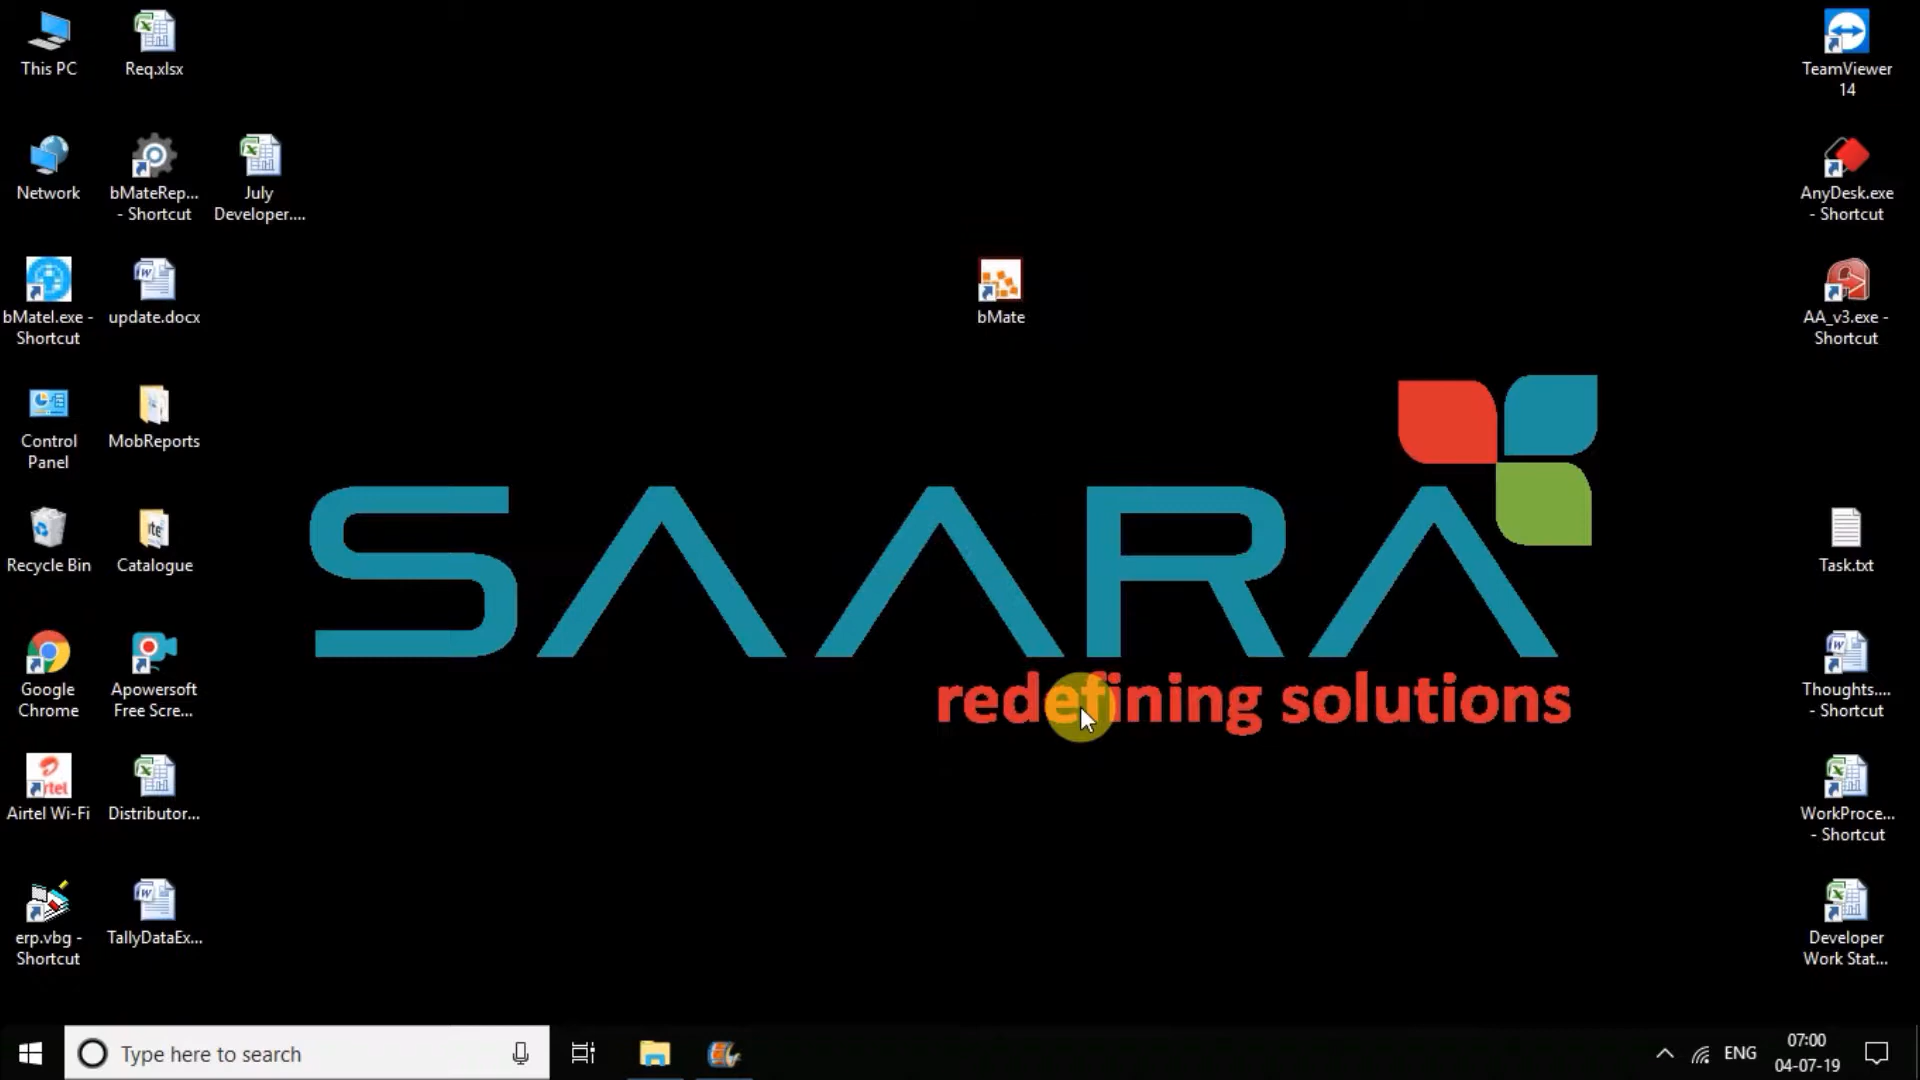 This PC
Req.xlsx
TeamViewer
14
Network
bMateRep...
- Shortcut
July
Developer....
AnyDesk.exe
- Shortcut
bMateI.exe -
Shortcut
update.docx
bMate
AA_v3.exe -
Shortcut
Control
Panel
MobReports
Recycle Bin
Catalogue
SAARA
redefining solutions
Task.txt
Google
Chrome
Apowersoft
Free Scre...
Thoughts....
- Shortcut
Airtel Wi-Fi
Distributor...
WorkProce...
- Shortcut
erp.vbg -
Shortcut
TallyDataEx...
Developer
Work Stat...
Type here to search
ENG
07:00
04-07-19